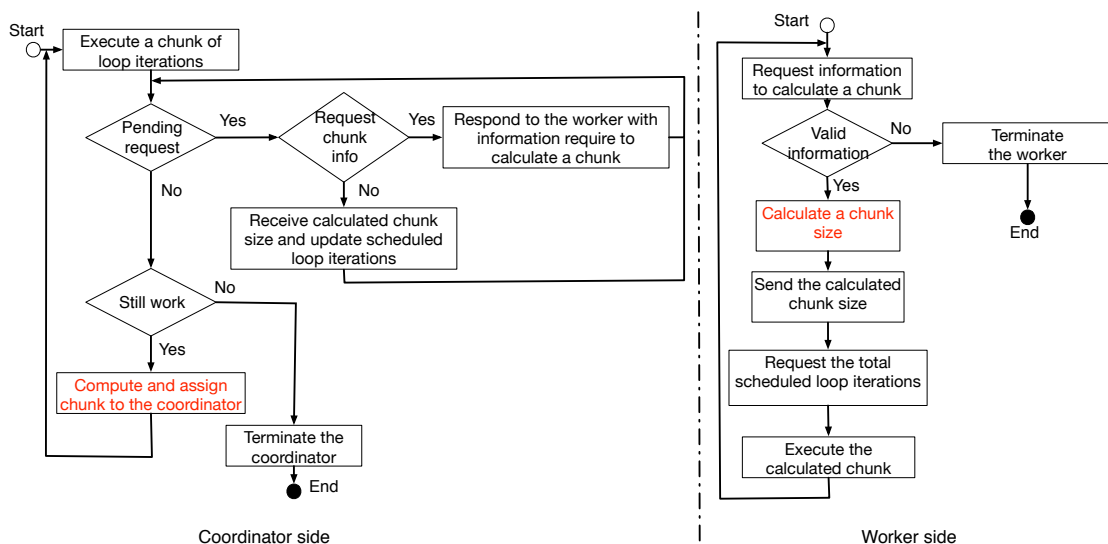 Start
Execute a chunk of
loop iterations
Pending
request
Yes
Request
chunk
info
Yes
Respond to the worker with
information require to
calculate a chunk
No
No
Receive calculated chunk
size and update scheduled
loop iterations
Still work
No
Yes
Compute and assign
chunk to the coordinator
Terminate the
coordinator
End
Coordinator side
Start
Request information
to calculate a chunk
Valid
information
No
Terminate
the worker
Yes
End
Calculate a chunk
size
Send the calculated
chunk size
Request the total
scheduled loop iterations
Execute the
calculated chunk
Worker side